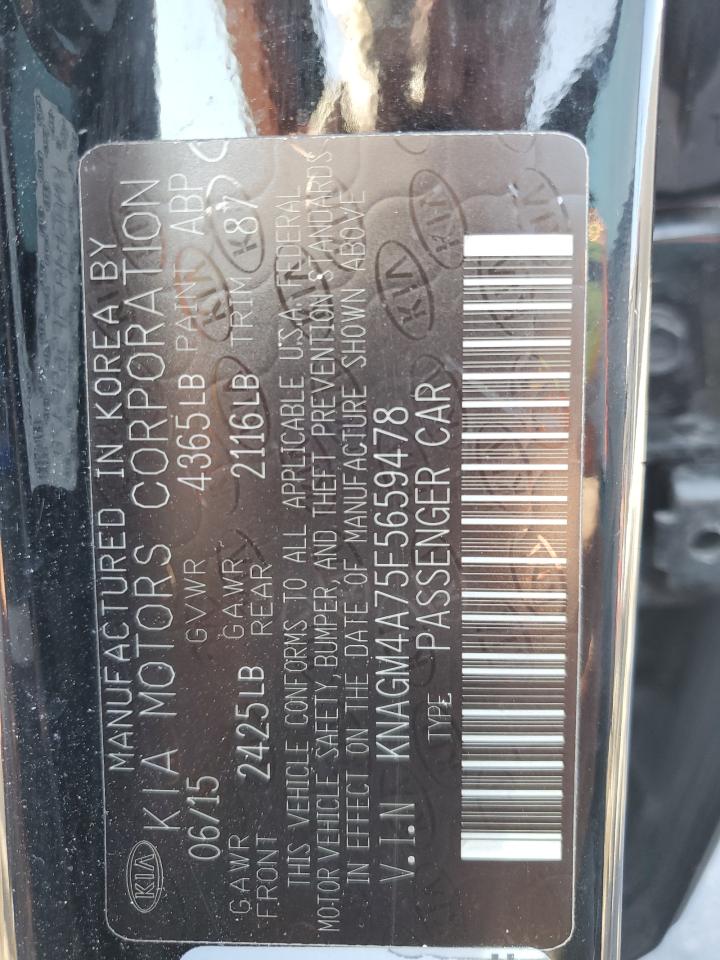 MANUFACTURED IN KOREA BY
KIA MOTORS CORPORATION
06/15 GVWR 4365LB PAINT ABP
GAWR FRONT 2425LB GAWR REAR 2116LB TRIM 87
THIS VEHICLE CONFORMS TO ALL APPLICABLE U.S.A. FEDERAL
MOTOR VEHICLE SAFETY, BUMPER, AND THEFT PREVENTION STANDARDS
IN EFFECT ON THE DATE OF MANUFACTURE SHOWN ABOVE
V.I.N KNAGM4A75F5659478
TYPE PASSENGER CAR
KIA